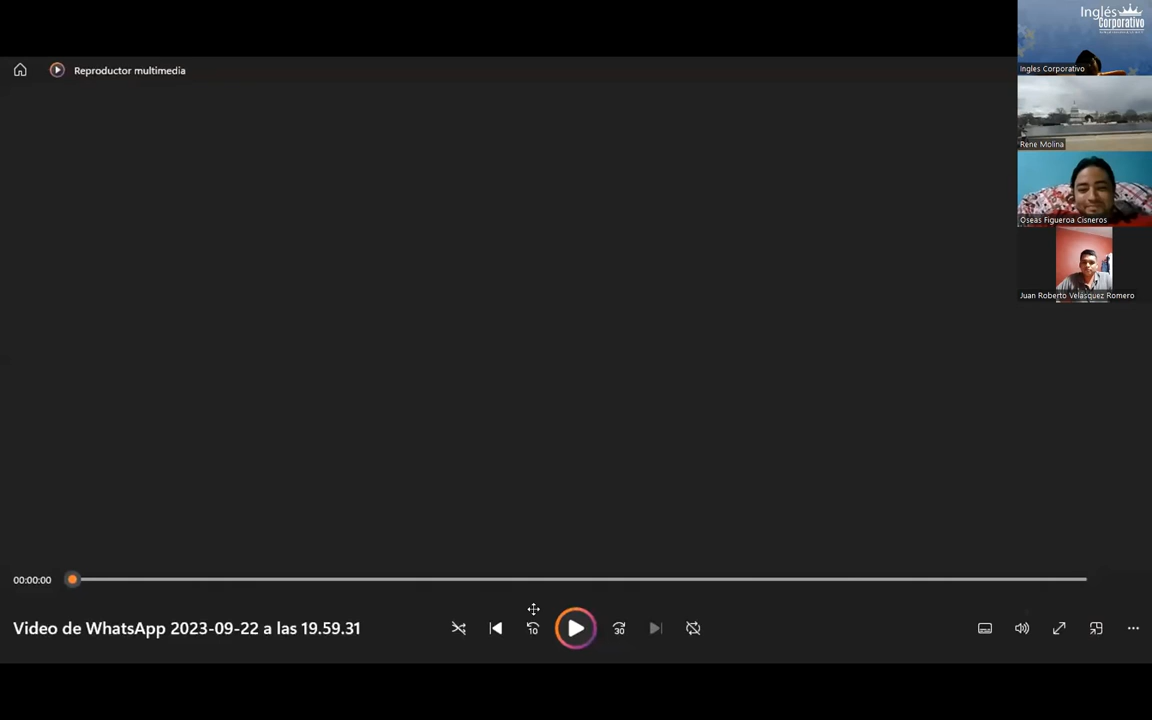 Reproductor multimedia
Inglés
Corporativo
Ingles Corporativo
Rene Molina
Oseas Figueroa Cisneros
Juan Roberto Velásquez Romero
00:00:00
Video de WhatsApp 2023-09-22 a las 19.59.31
10
30